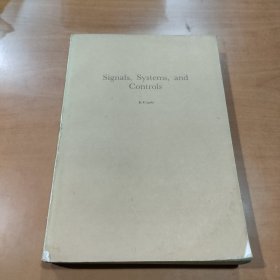 Signals, Systems, and
Controls